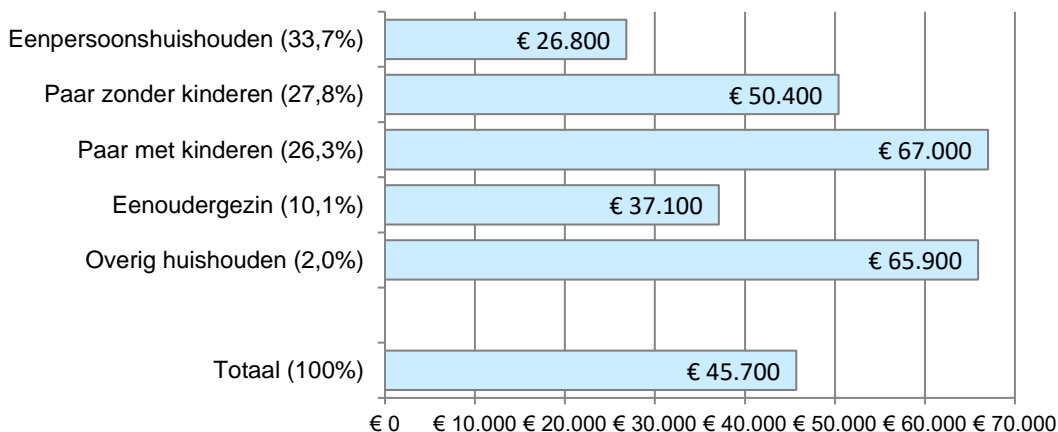 Eenpersoonshuishouden (33,7%) € 26.800
Paar zonder kinderen (27,8%) € 50.400
Paar met kinderen (26,3%) € 67.000
Eenoudergezin (10,1%) € 37.100
Overig huishouden (2,0%) € 65.900
Totaal (100%) € 45.700
€ 0 € 10.000 € 20.000 € 30.000 € 40.000 € 50.000 € 60.000 € 70.000